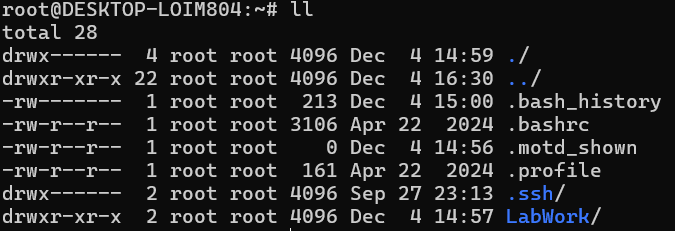 root@DESKTOP-LOIM804:~# ll
total 28
drwx------  4 root root 4096 Dec  4 14:59 ./
drwxr-xr-x 22 root root 4096 Dec  4 16:30 ../
-rw-------  1 root root  213 Dec  4 15:00 .bash_history
-rw-r--r--  1 root root 3106 Apr 22  2024 .bashrc
-rw-r--r--  1 root root    0 Dec  4 14:56 .motd_shown
-rw-r--r--  1 root root  161 Apr 22  2024 .profile
drwx------  2 root root 4096 Sep 27 23:13 .ssh/
drwxr-xr-x  2 root root 4096 Dec  4 14:57 LabWork/